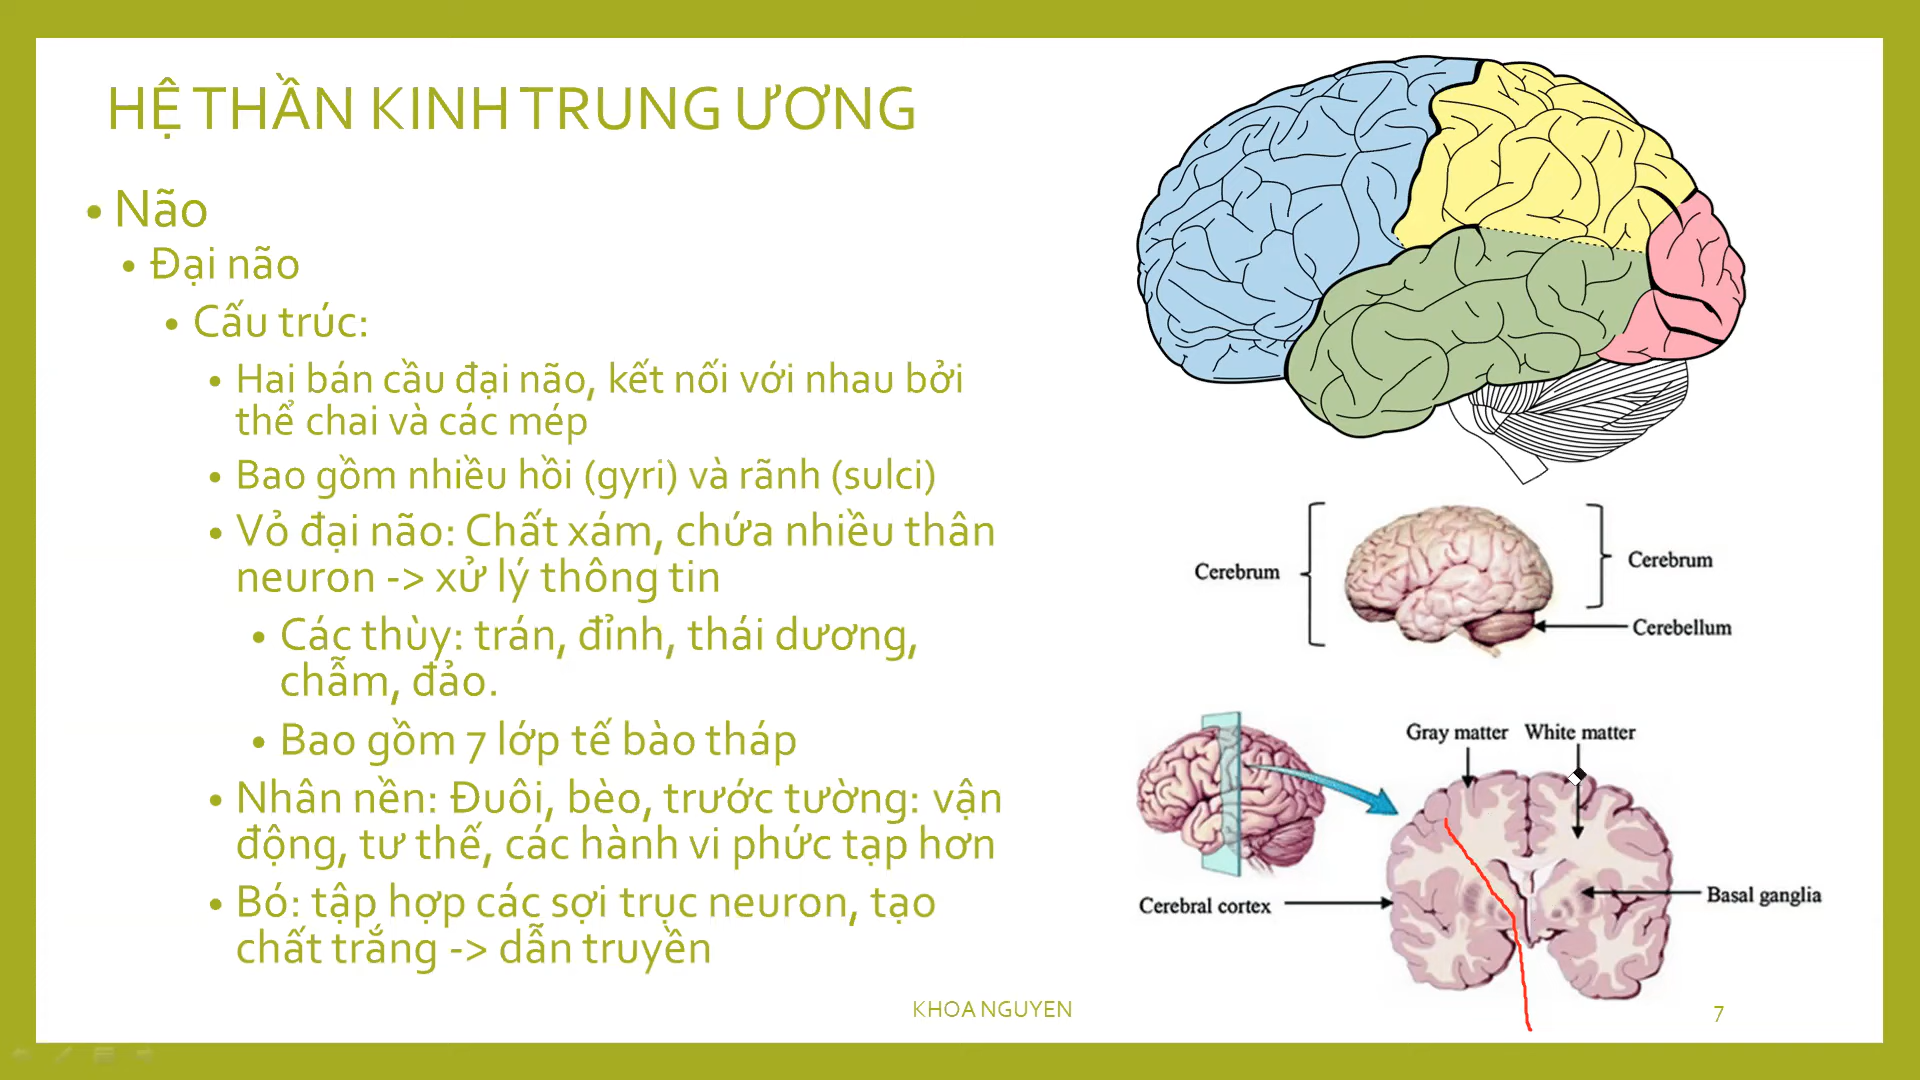 HỆ THẦN KINH TRUNG ƯƠNG
• Não
• Đại não
• Cấu trúc:
• Hai bán cầu đại não, kết nối với nhau bởi
thể chai và các mép
• Bao gồm nhiều hồi (gyri) và rãnh (sulci)
• Vỏ đại não: Chất xám, chứa nhiều thân
neuron -> xử lý thông tin
• Các thùy: trán, đỉnh, thái dương,
chẫm, đảo.
• Bao gồm 7 lớp tế bào tháp
• Nhân nền: Đuôi, bèo, trước tường: vận
động, tư thế, các hành vi phức tạp hơn
• Bó: tập hợp các sợi trục neuron, tạo
chất trắng -> dẫn truyền
Cerebrum
Cerebrum
Cerebellum
Gray matter
White matter
Cerebral cortex
Basal ganglia
KHOA NGUYEN
7